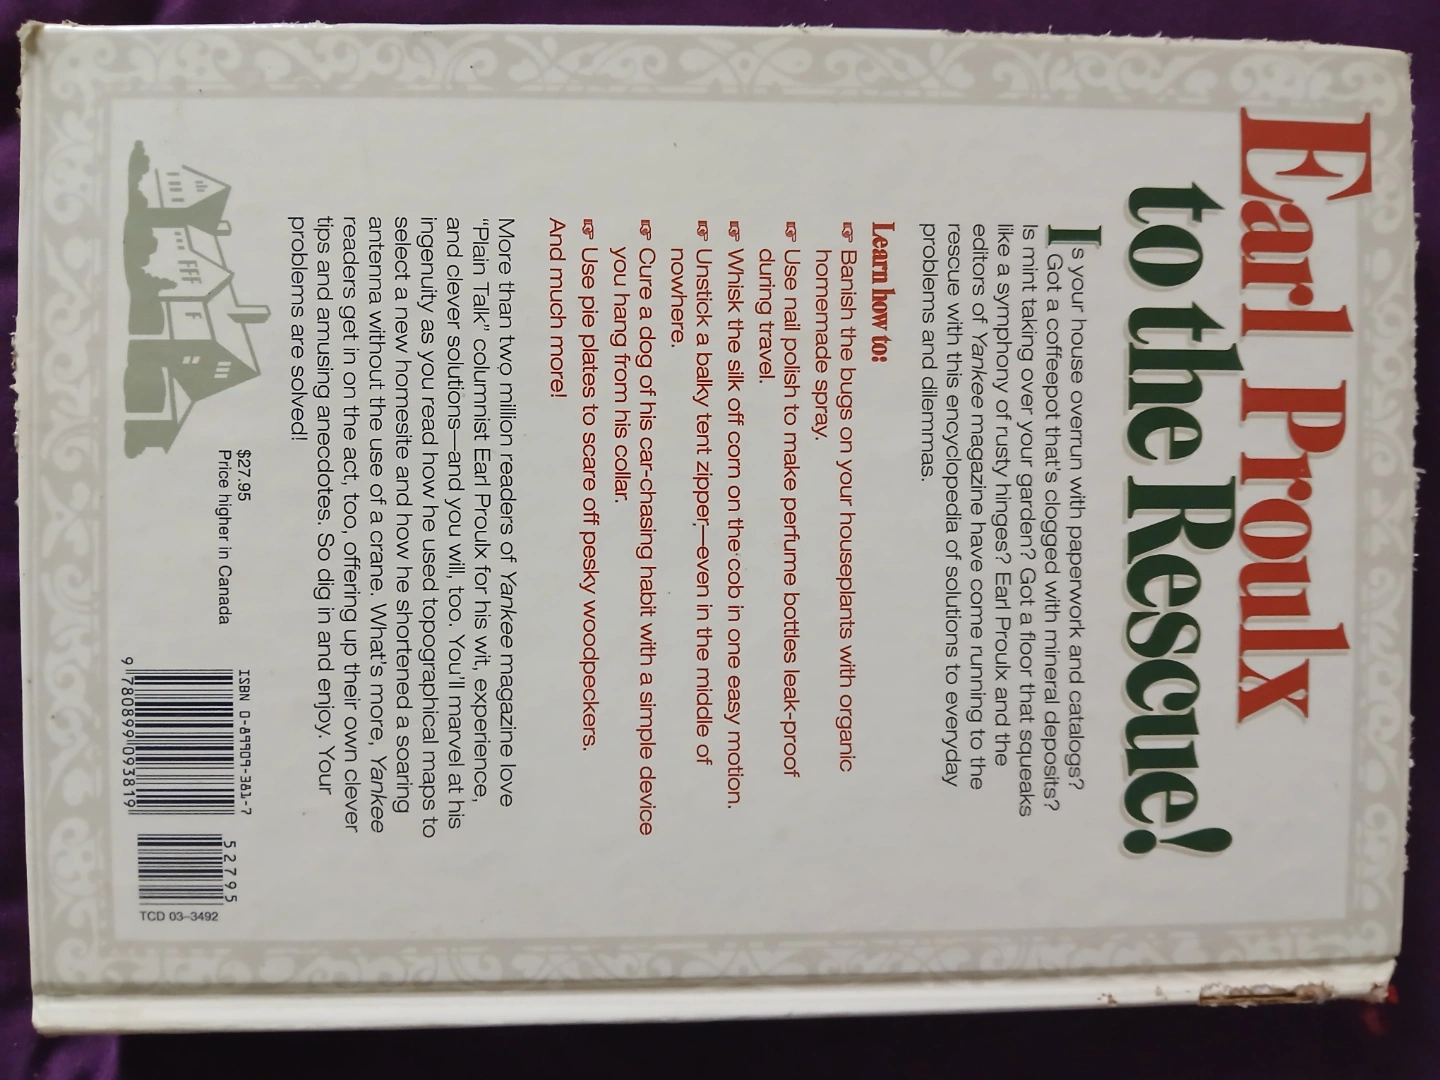 Earl Proulx
to the Rescue!
Is your house overrun with paperwork and catalogs?
Got a coffeepot that's clogged with mineral deposits?
Is mint taking over your garden? Got a floor that squeaks
like a symphony of rusty hinges? Earl Proulx and the
editors of Yankee magazine have come running to the
rescue with this encyclopedia of solutions to everyday
problems and dilemmas.
Learn how to:
☞ Banish the bugs on your houseplants with organic
homemade spray.
☞ Use nail polish to make perfume bottles leak-proof
during travel.
☞ Whisk the silk off corn on the cob in one easy motion.
☞ Unstick a balky tent zipper—even in the middle of
nowhere.
☞ Cure a dog of his car-chasing habit with a simple device
you hang from his collar.
☞ Use pie plates to scare off pesky woodpeckers.
And much more!
More than two million readers of Yankee magazine love
"Plain Talk" columnist Earl Proulx for his wit, experience,
and clever solutions—and you will, too. You'll marvel at his
ingenuity as you read how he used topographical maps to
select a new homesite and how he shortened a soaring
antenna without the use of a crane. What's more, Yankee
readers get in on the act, too, offering up their own clever
tips and amusing anecdotes. So dig in and enjoy. Your
problems are solved!
$27.95
Price higher in Canada
ISBN 0-89909-381-7
9 780899 093819
52795
TCD 03-3492